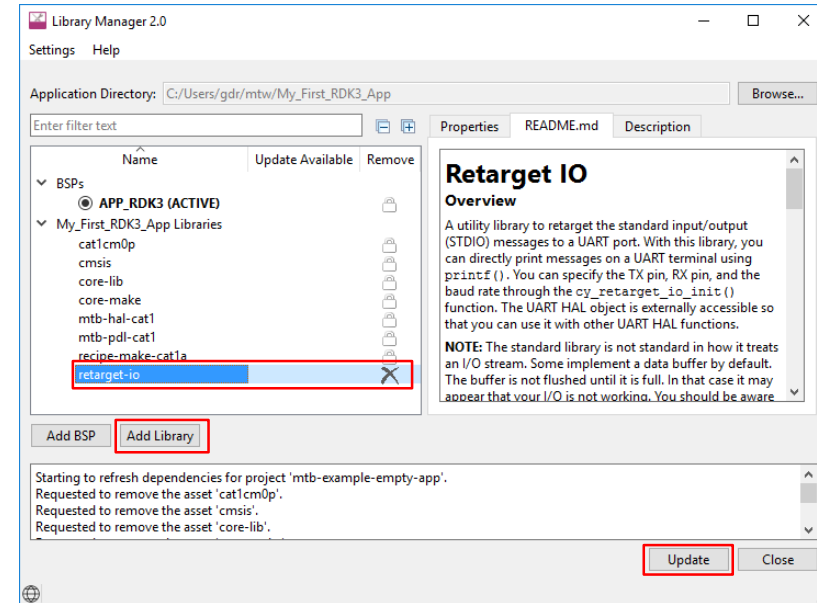 Library Manager 2.0
Settings Help
Application Directory: C:/Users/gdr/mtw/My_First_RDK3_App Browse...
Enter filter text
Name Update Available Remove
BSPs
APP_RDK3 (ACTIVE)
My_First_RDK3_App Libraries
cat1cm0p
cmsis
core-lib
core-make
mtb-hal-cat1
mtb-pdl-cat1
recipe-make-cat1a
retarget-io
Properties README.md Description
Retarget IO
Overview
A utility library to retarget the standard input/output
(STDIO) messages to a UART port. With this library, you
can directly print messages on a UART terminal using
printf(). You can specify the TX pin, RX pin, and the
baud rate through the cy_retarget_io_init()
function. The UART HAL object is externally accessible so
that you can use it with other UART HAL functions.
NOTE: The standard library is not standard in how it treats
an I/O stream. Some implement a data buffer by default.
The buffer is not flushed until it is full. In that case it may
appear that your I/O is not working. You should be aware
Add BSP Add Library
Starting to refresh dependencies for project 'mtb-example-empty-app'.
Requested to remove the asset 'cat1cm0p'.
Requested to remove the asset 'cmsis'.
Requested to remove the asset 'core-lib'.
Update Close